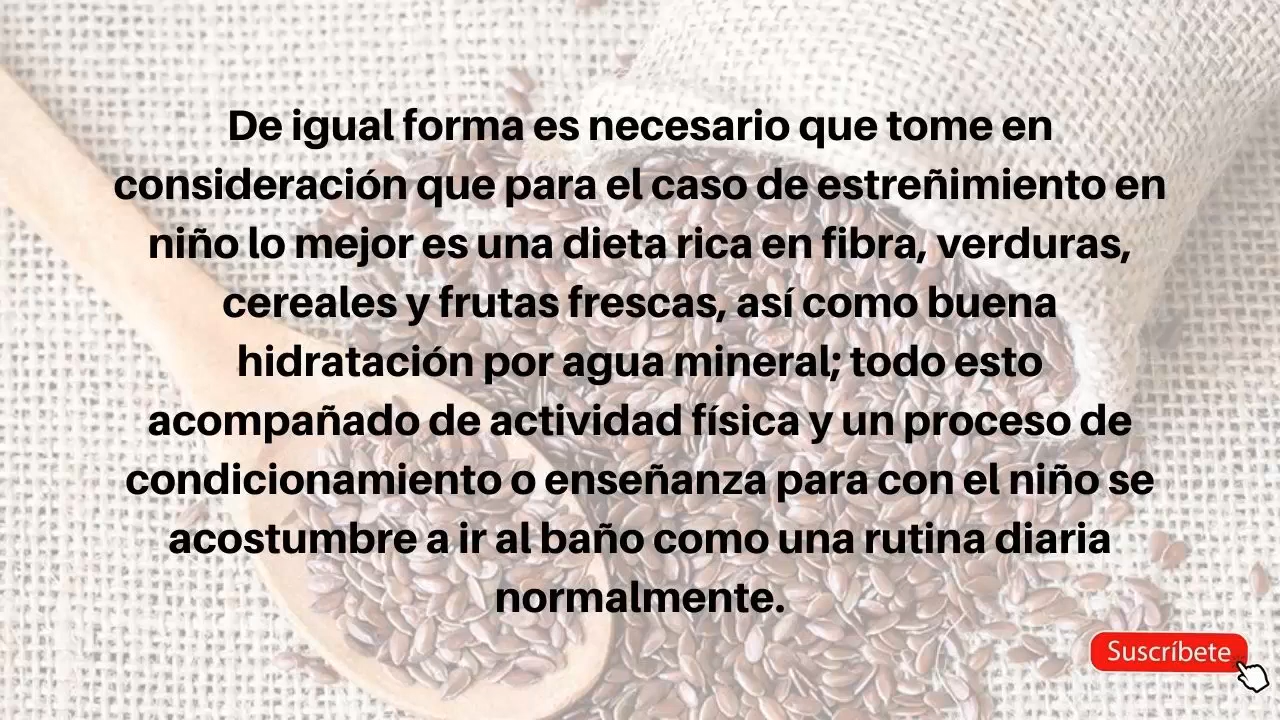 De igual forma es necesario que tome en
consideración que para el caso de estreñimiento en
niño lo mejor es una dieta rica en fibra, verduras,
cereales y frutas frescas, así como buena
hidratación por agua mineral; todo esto
acompañado de actividad física y un proceso de
condicionamiento o enseñanza para con el niño se
acostumbre a ir al baño como una rutina diaria
normalmente.
Suscríbete